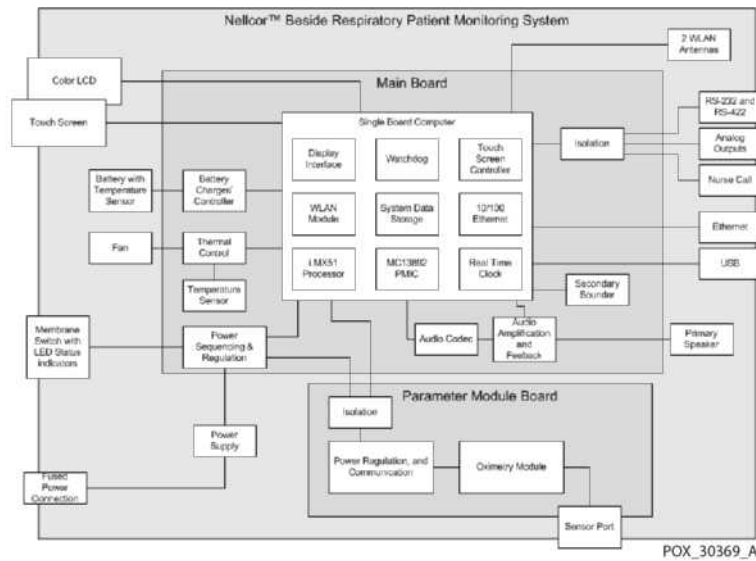 Nellcor™ Beside Respiratory Patient Monitoring System
2 WLAN
Antennas
Color LCD
Main Board
Touch Screen
Single Board Computer
RS-232 and
RS-422
Display
Interface
Watchdog
Touch
Screen
Controller
Isolation
Analog
Outputs
Nurse Call
Battery with
Temperature
Sensor
Battery
Charges/
Controller
WLAN
Module
System Data
Storage
10/100
Ethernet
Ethernet
Fan
Thermal
Control
i.MX51
Processor
MC13892
PMIC
Real Time
Clock
USB
Temperature
Sensor
Secondary
Sounder
Membrane
Switch with
LED Status
indicators
Power
Sequencing &
Regulation
Audio Codec
Audio
Amplification
and
Feeback
Primary
Speaker
Parameter Module Board
Isolation
Power
Supply
Power Regulation, and
Communication
Oximetry Module
Fused
Power
Connection
Sensor Port
POX_30369_A